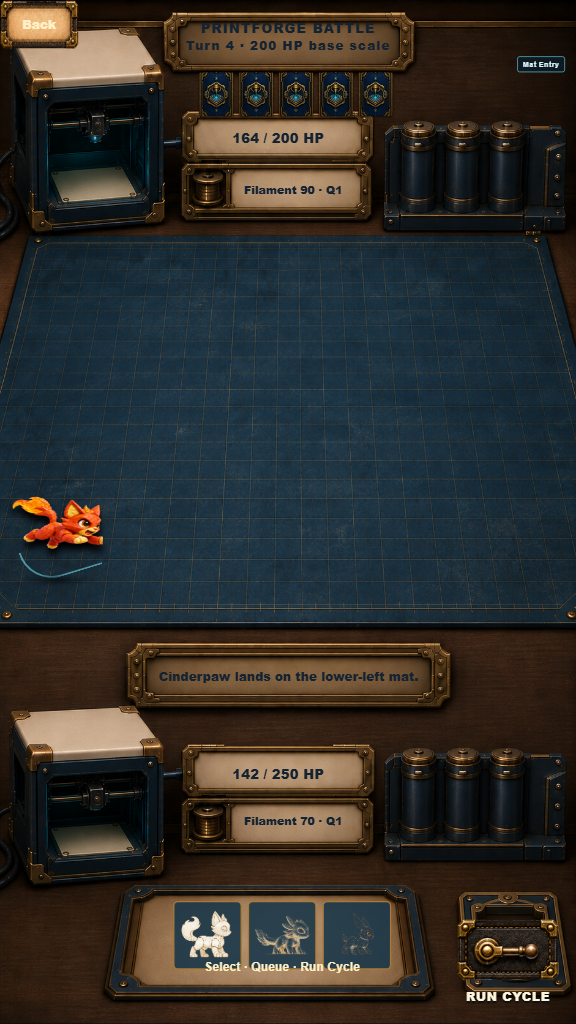 Back
PRINTFORGE BATTLE
Turn 4 · 200 HP base scale
Mat Entry
164 / 200 HP
Filament 90 · Q1
Cinderpaw lands on the lower-left mat.
142 / 250 HP
Filament 70 · Q1
Select · Queue · Run Cycle
RUN CYCLE